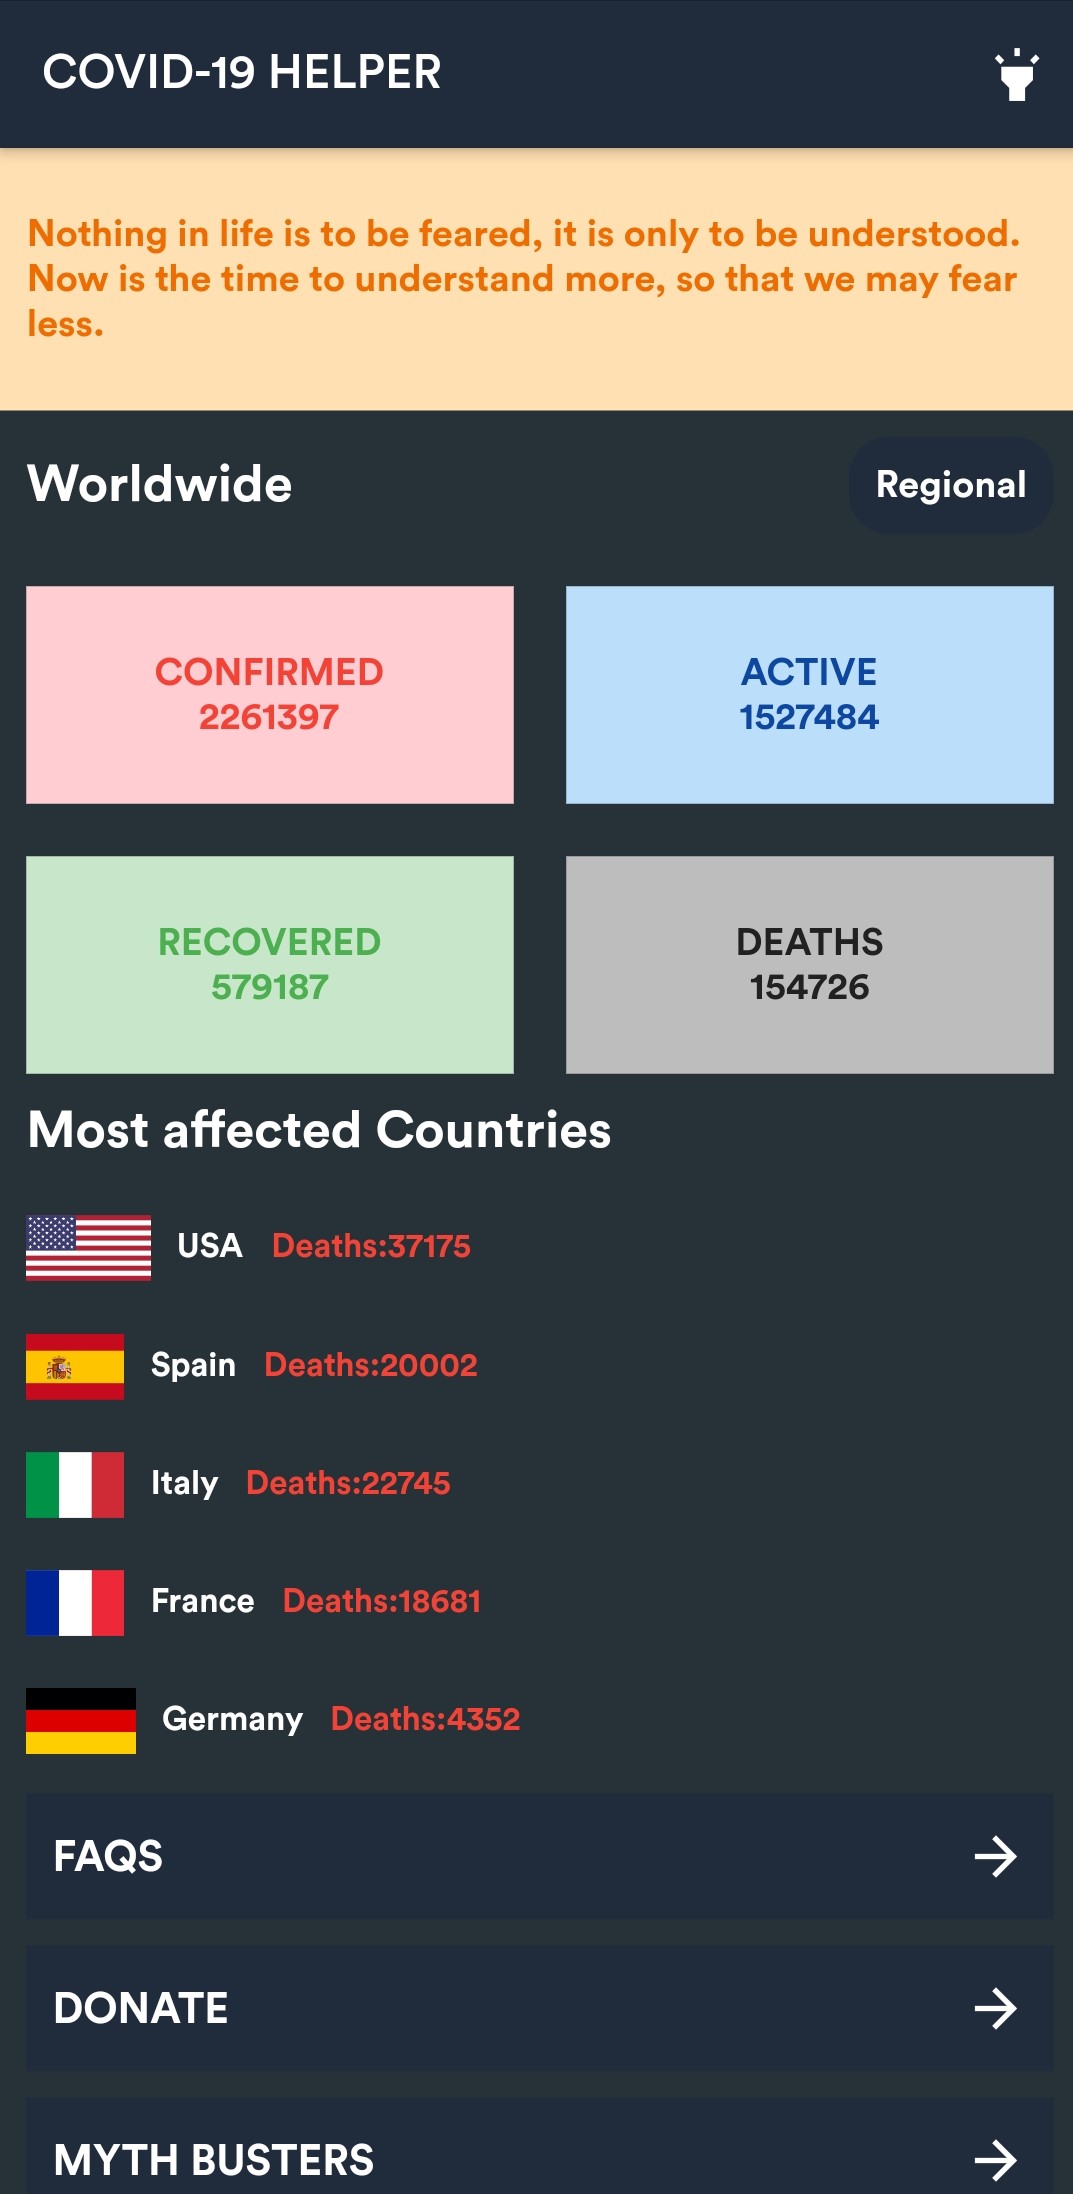 COVID-19 HELPER
Nothing in life is to be feared, it is only to be understood.
Now is the time to understand more, so that we may fear
less.
Worldwide
Regional
CONFIRMED
2261397
ACTIVE
1527484
RECOVERED
579187
DEATHS
154726
Most affected Countries
USA Deaths:37175
Spain Deaths:20002
Italy Deaths:22745
France Deaths:18681
Germany Deaths:4352
FAQS
DONATE
MYTH BUSTERS